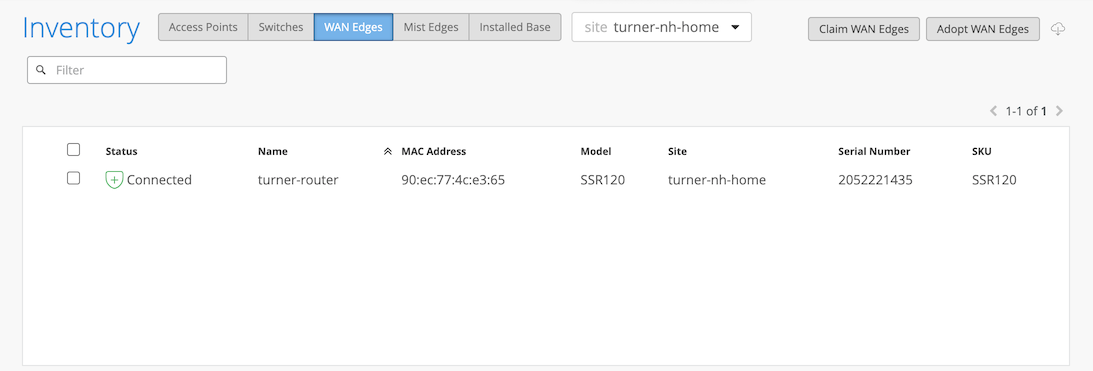 Inventory Access Points Switches WAN Edges Mist Edges Installed Base site turner-nh-home Claim WAN Edges Adopt WAN Edges
Filter
1-1 of 1
Status Name MAC Address Model Site Serial Number SKU
Connected turner-router 90:ec:77:4c:e3:65 SSR120 turner-nh-home 2052221435 SSR120